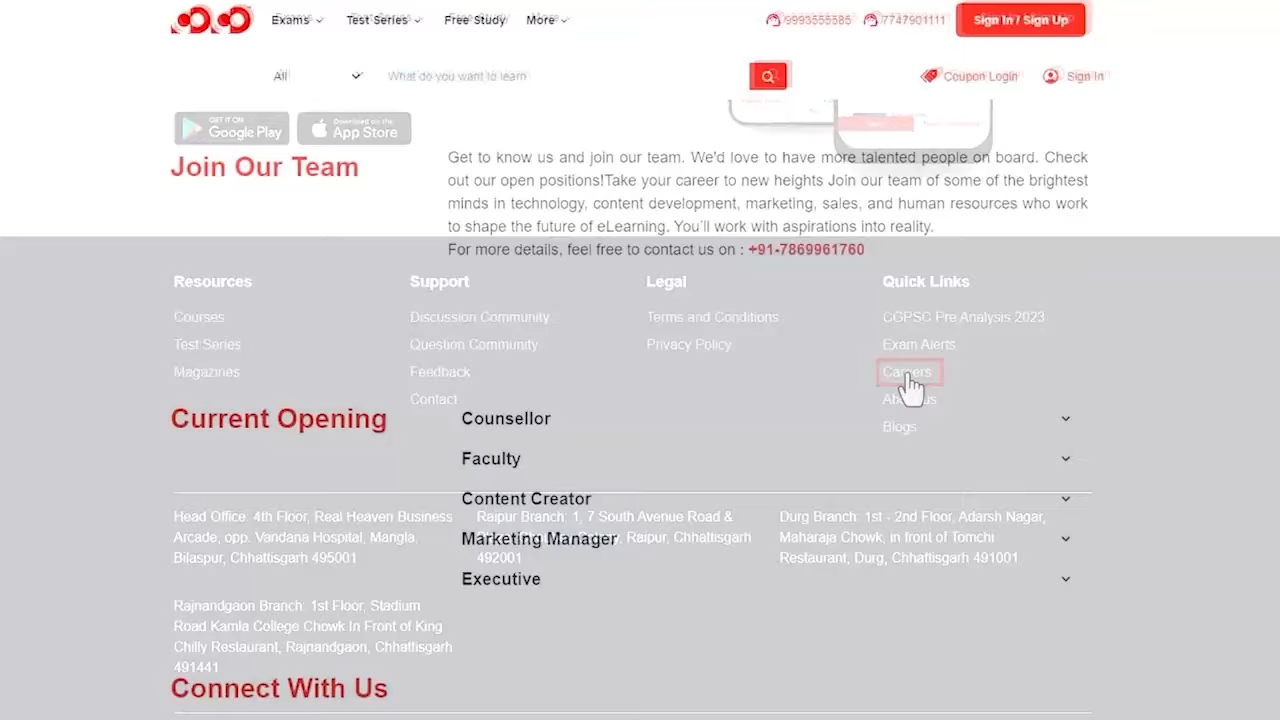 Exams
Test Series
Free Study
More
9993555585
7747901111
Sign In / Sign Up
All
What do you want to learn
Coupon Login
Sign In
GET IT ON
Google Play
Download on the
App Store
Join Our Team
Get to know us and join our team. We'd love to have more talented people on board. Check
out our open positions!Take your career to new heights Join our team of some of the brightest
minds in technology, content development, marketing, sales, and human resources who work
to shape the future of eLearning. You'll work with aspirations into reality.
For more details, feel free to contact us on : +91-7869961760
Resources
Courses
Test Series
Magazines
Support
Discussion Community
Question Community
Feedback
Contact
Legal
Terms and Conditions
Privacy Policy
Quick Links
CGPSC Pre Analysis 2023
Exam Alerts
Careers
About us
Blogs
Current Opening
Counsellor
Faculty
Content Creator
Marketing Manager
Executive
Head Office: 4th Floor, Real Heaven Business
Arcade, opp. Vandana Hospital, Mangla,
Bilaspur, Chhattisgarh 495001
Raipur Branch: 1, 7 South Avenue Road &
Raipur, Chhattisgarh
492001
Durg Branch: 1st - 2nd Floor, Adarsh Nagar,
Maharaja Chowk, in front of Tomchi
Restaurant, Durg, Chhattisgarh 491001
Rajnandgaon Branch: 1st Floor, Stadium
Road Kamla College Chowk In Front of King
Chilly Restaurant, Rajnandgaon, Chhattisgarh
491441
Connect With Us